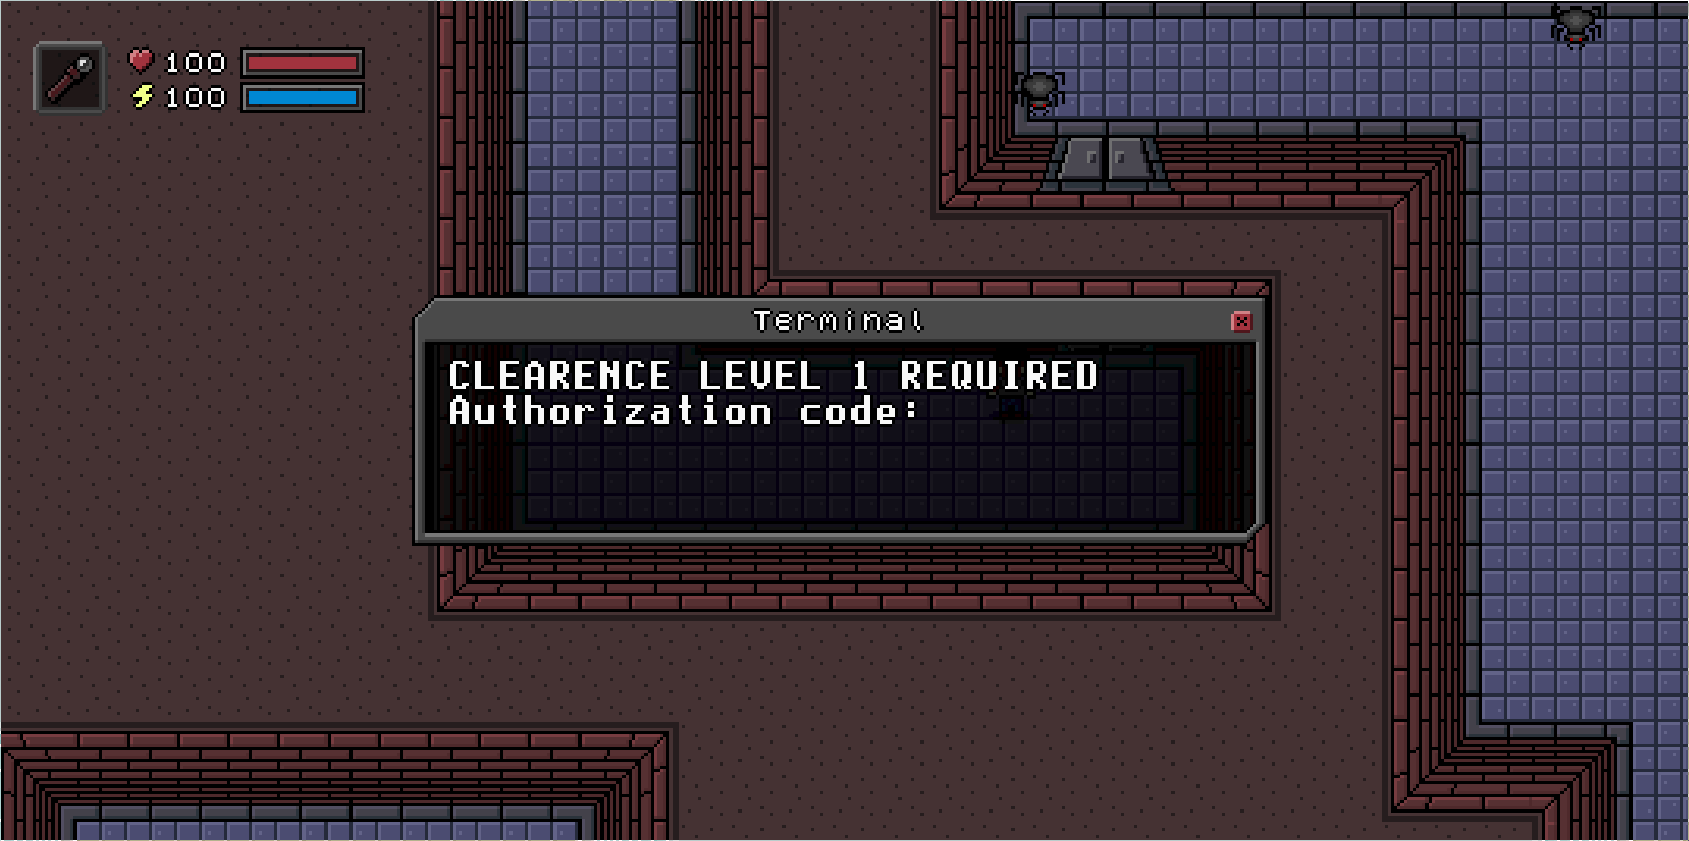 100
100
Terminal
CLEARENCE LEVEL 1 REQUIRED
Authorization code: